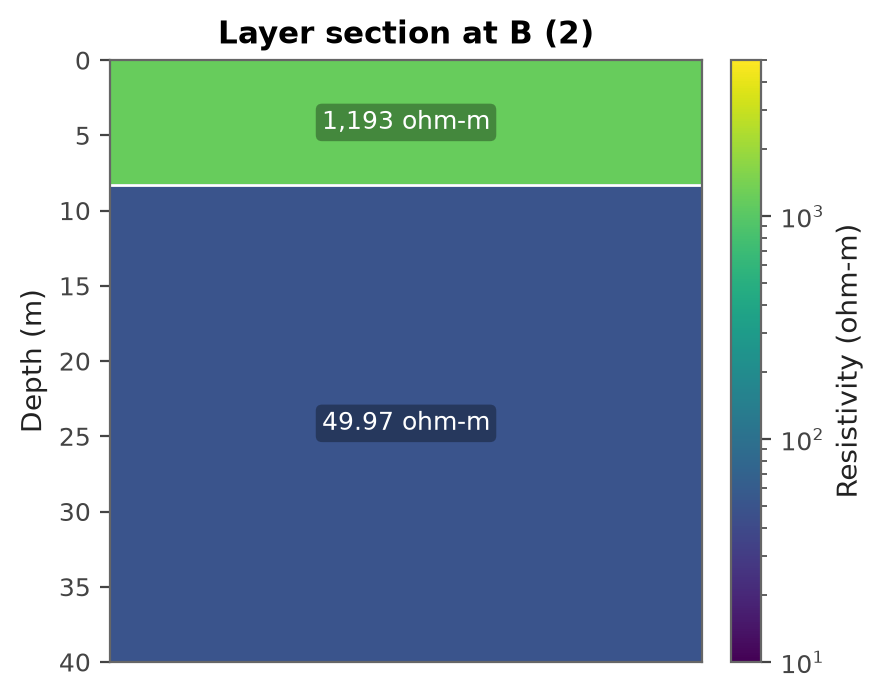 Layer section at B (2)
0
5
10
15
20
25
30
35
40
Depth (m)
1,193 ohm-m
49.97 ohm-m
10³
10²
10¹
Resistivity (ohm-m)